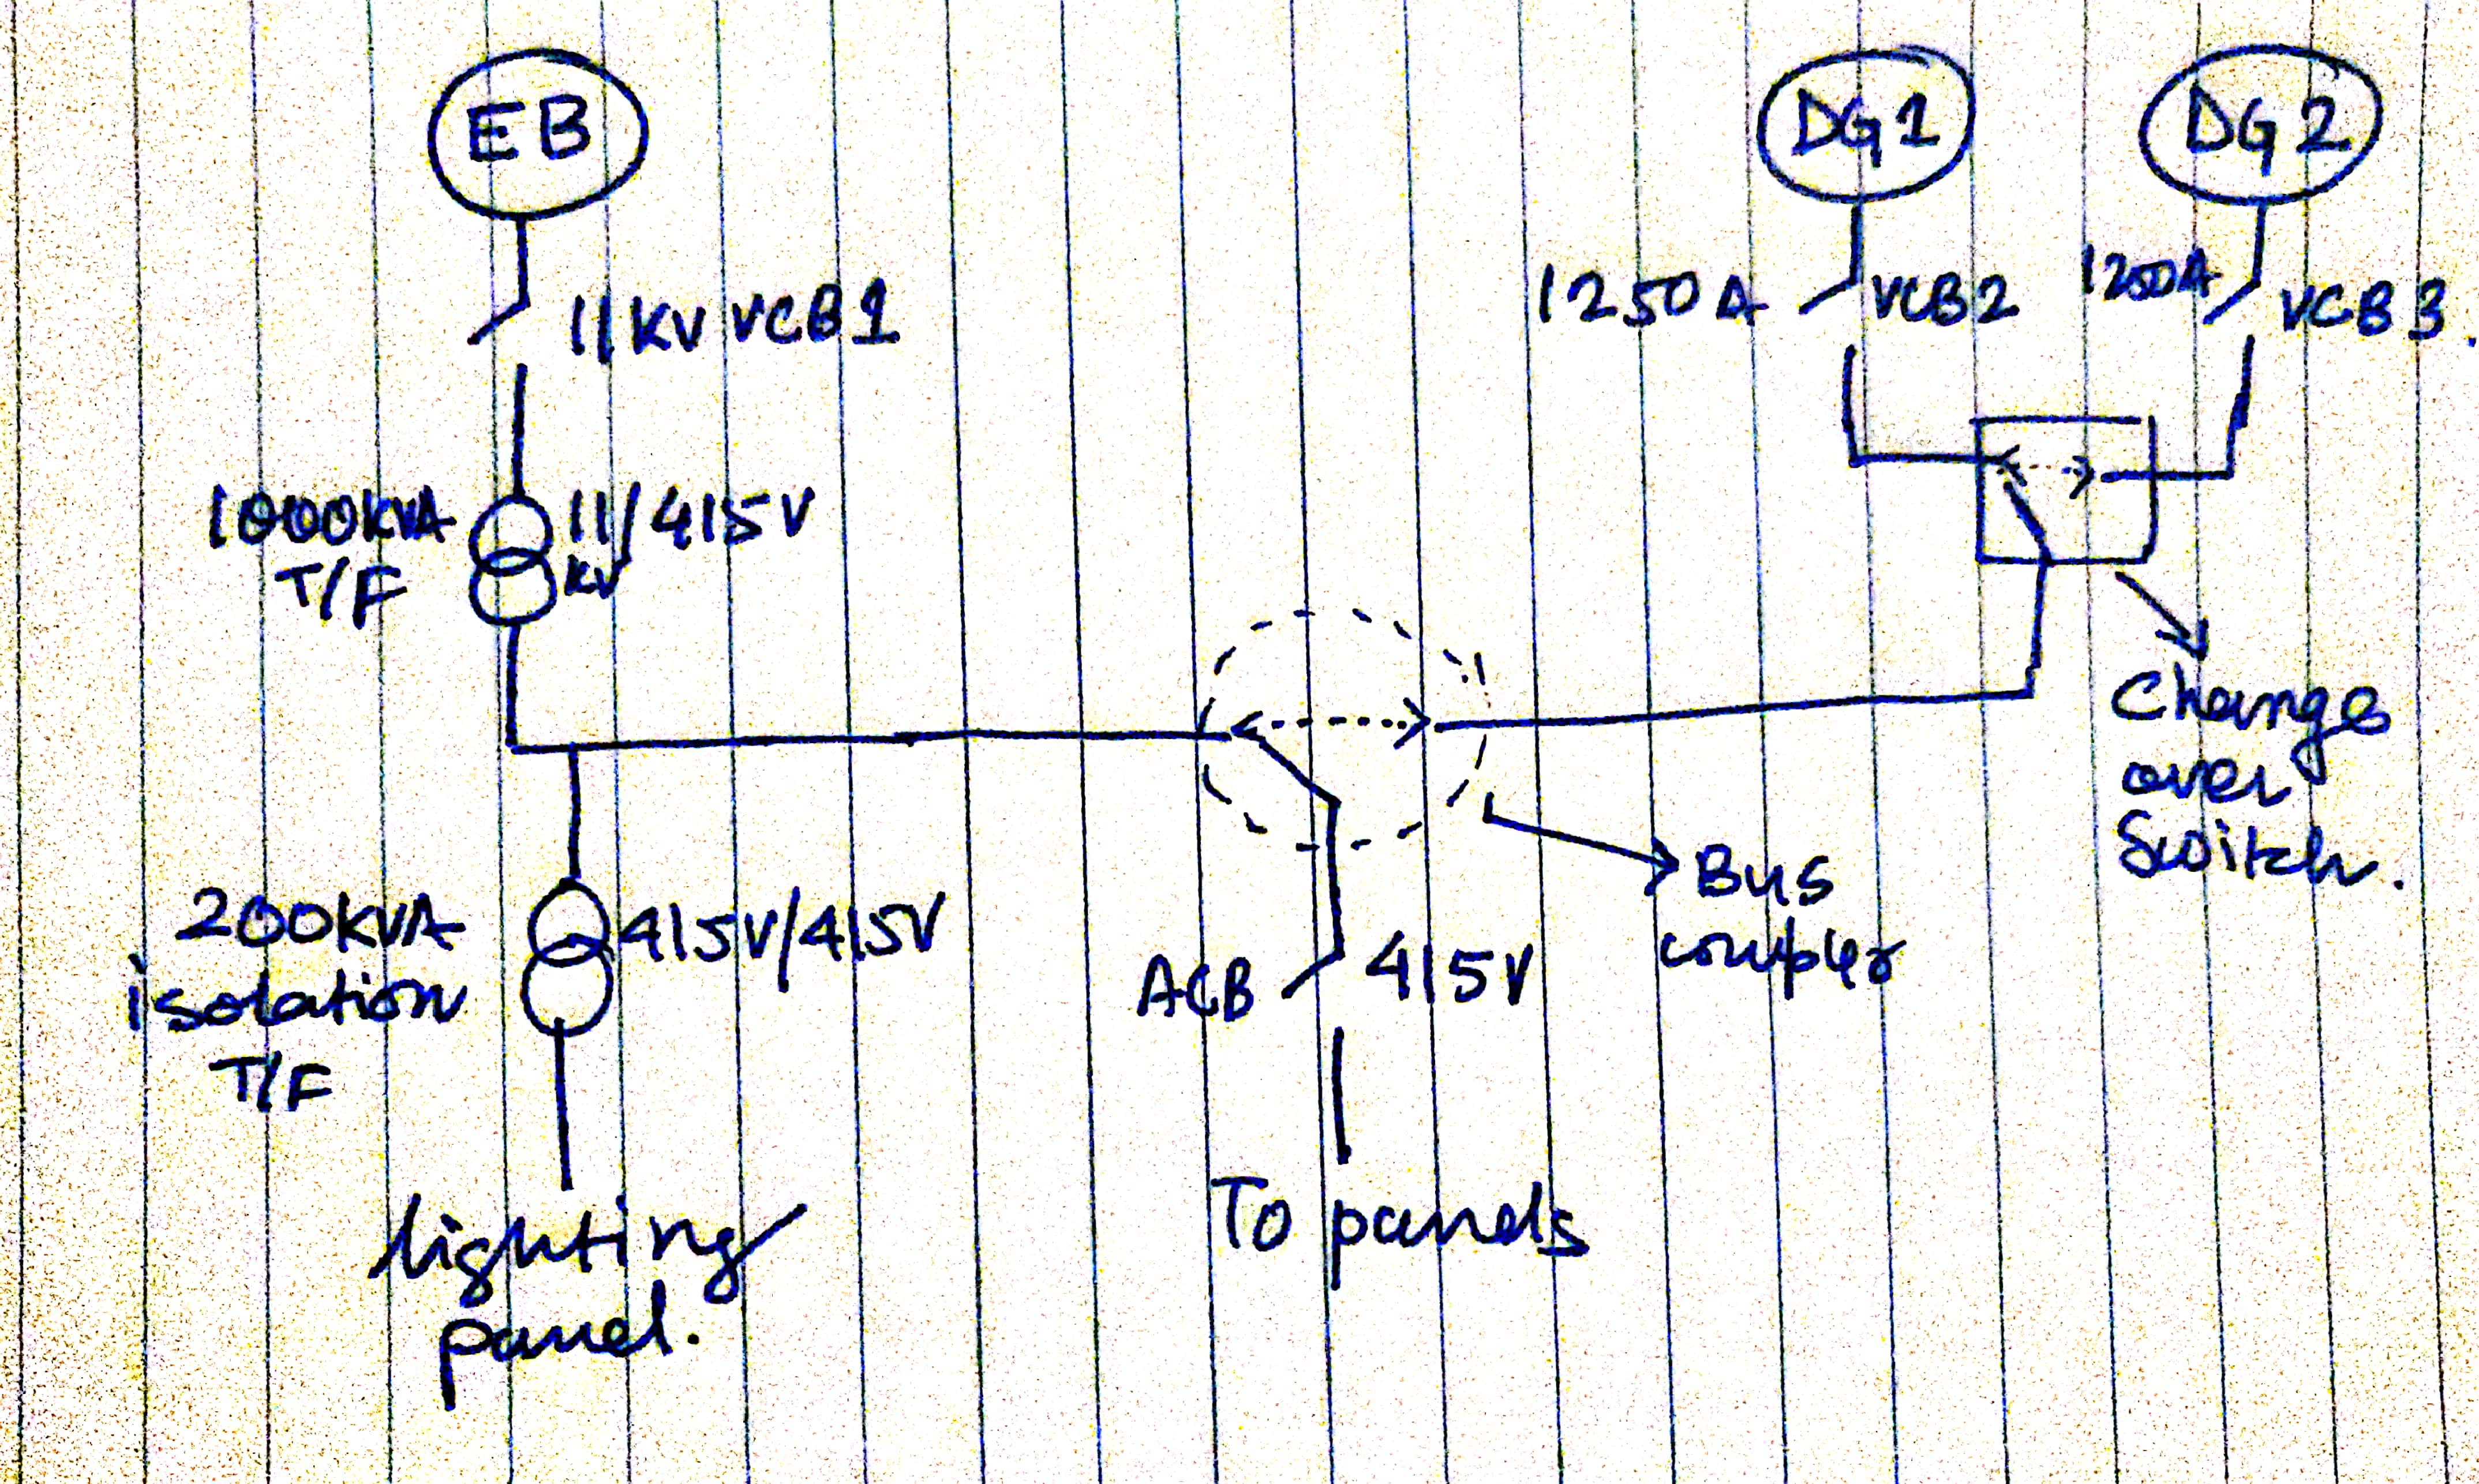 EB
DG1
DG2
11KV VCB1
1250A
VCB2
1250A
VCB3.
1000KVA
T/F
11/415V
KV
Change
over
Switch.
Bus
coupler
200KVA
isolation
T/F
415V/415V
ACB
415V
To panels
lighting
panel.